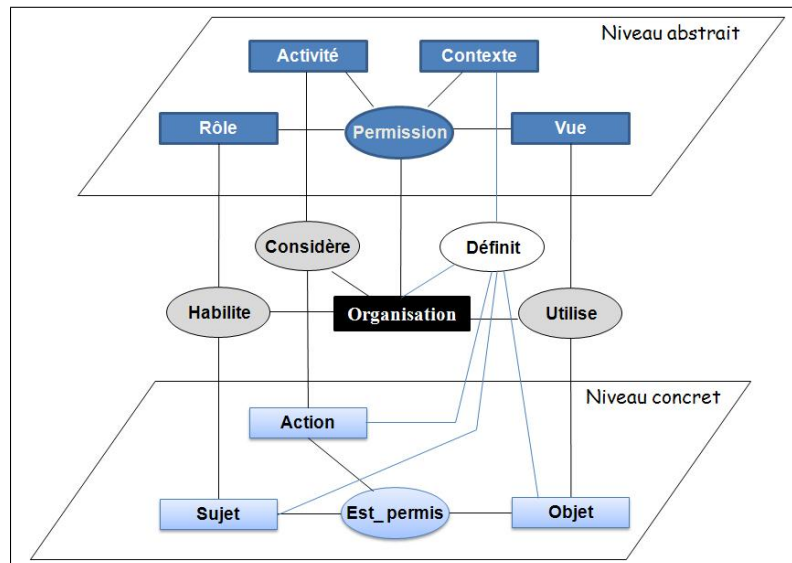 Niveau abstrait
Activité
Contexte
Rôle
Permission
Vue
Considère
Définit
Habilite
Organisation
Utilise
Niveau concret
Action
Sujet
Est_permis
Objet